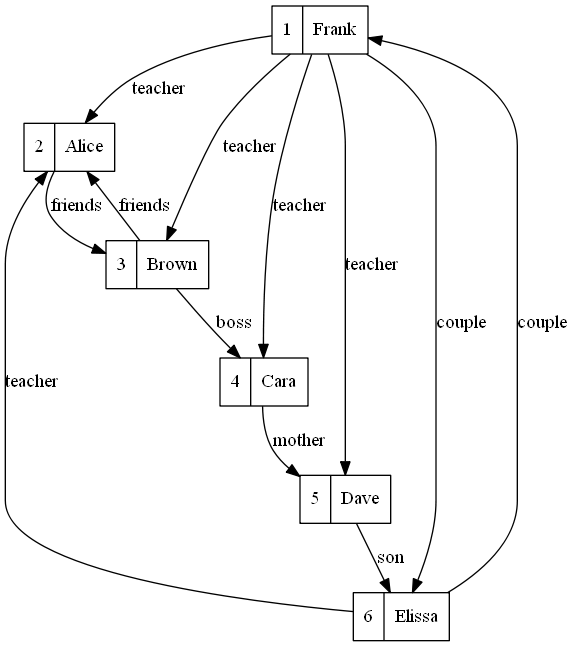 1 Frank
teacher
2 Alice
teacher
friends
friends
teacher
3 Brown
teacher
boss
couple
couple
4 Cara
teacher
mother
5 Dave
son
6 Elissa